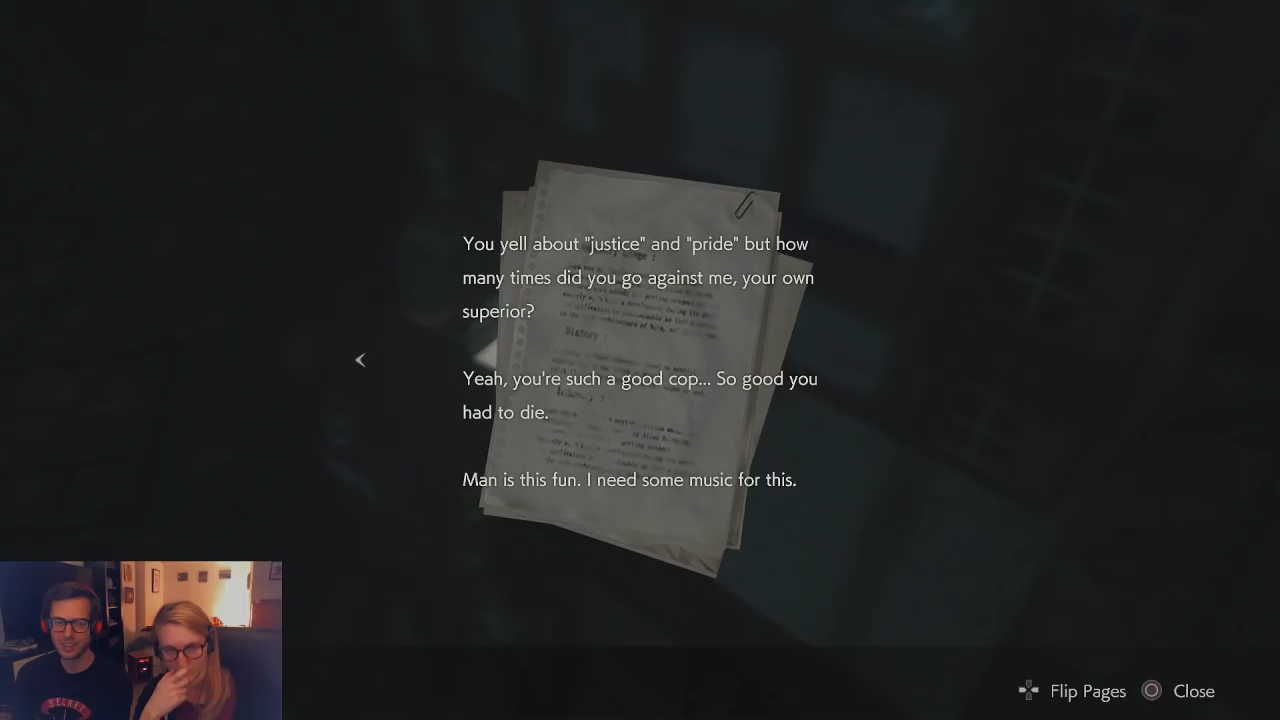 You yell about "justice" and "pride" but how
many times did you go against me, your own
superior?
Yeah, you're such a good cop... So good you
had to die.
Man is this fun. I need some music for this.
History :
Flip Pages
Close
SECRET